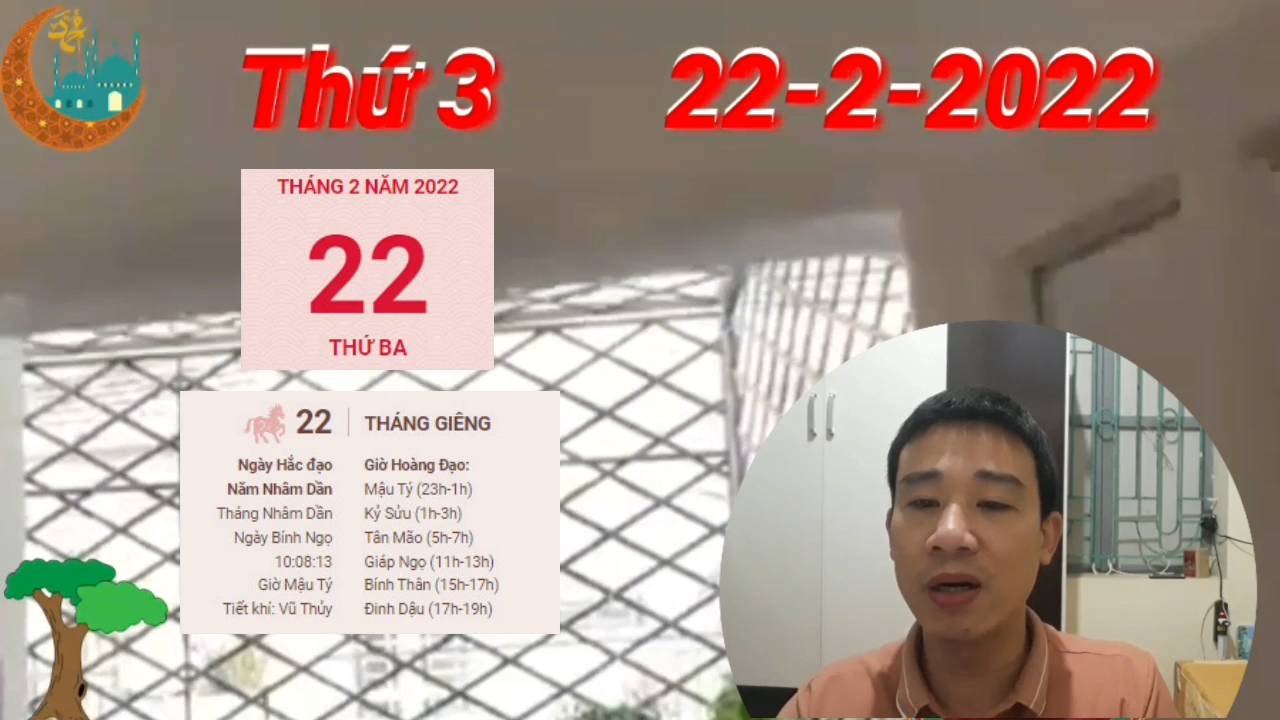 Thứ 3 22-2-2022
THÁNG 2 NĂM 2022
22
THỨ BA
22 | THÁNG GIÊNG
Ngày Hắc đạo Giờ Hoàng Đạo:
Năm Nhâm Dần Mậu Tý (23h-1h)
Tháng Nhâm Dần Kỷ Sửu (1h-3h)
Ngày Bính Ngọ Tân Mão (5h-7h)
10:08:13 Giáp Ngọ (11h-13h)
Giờ Mậu Tý Bính Thân (15h-17h)
Tiết khí: Vũ Thủy Đinh Dậu (17h-19h)